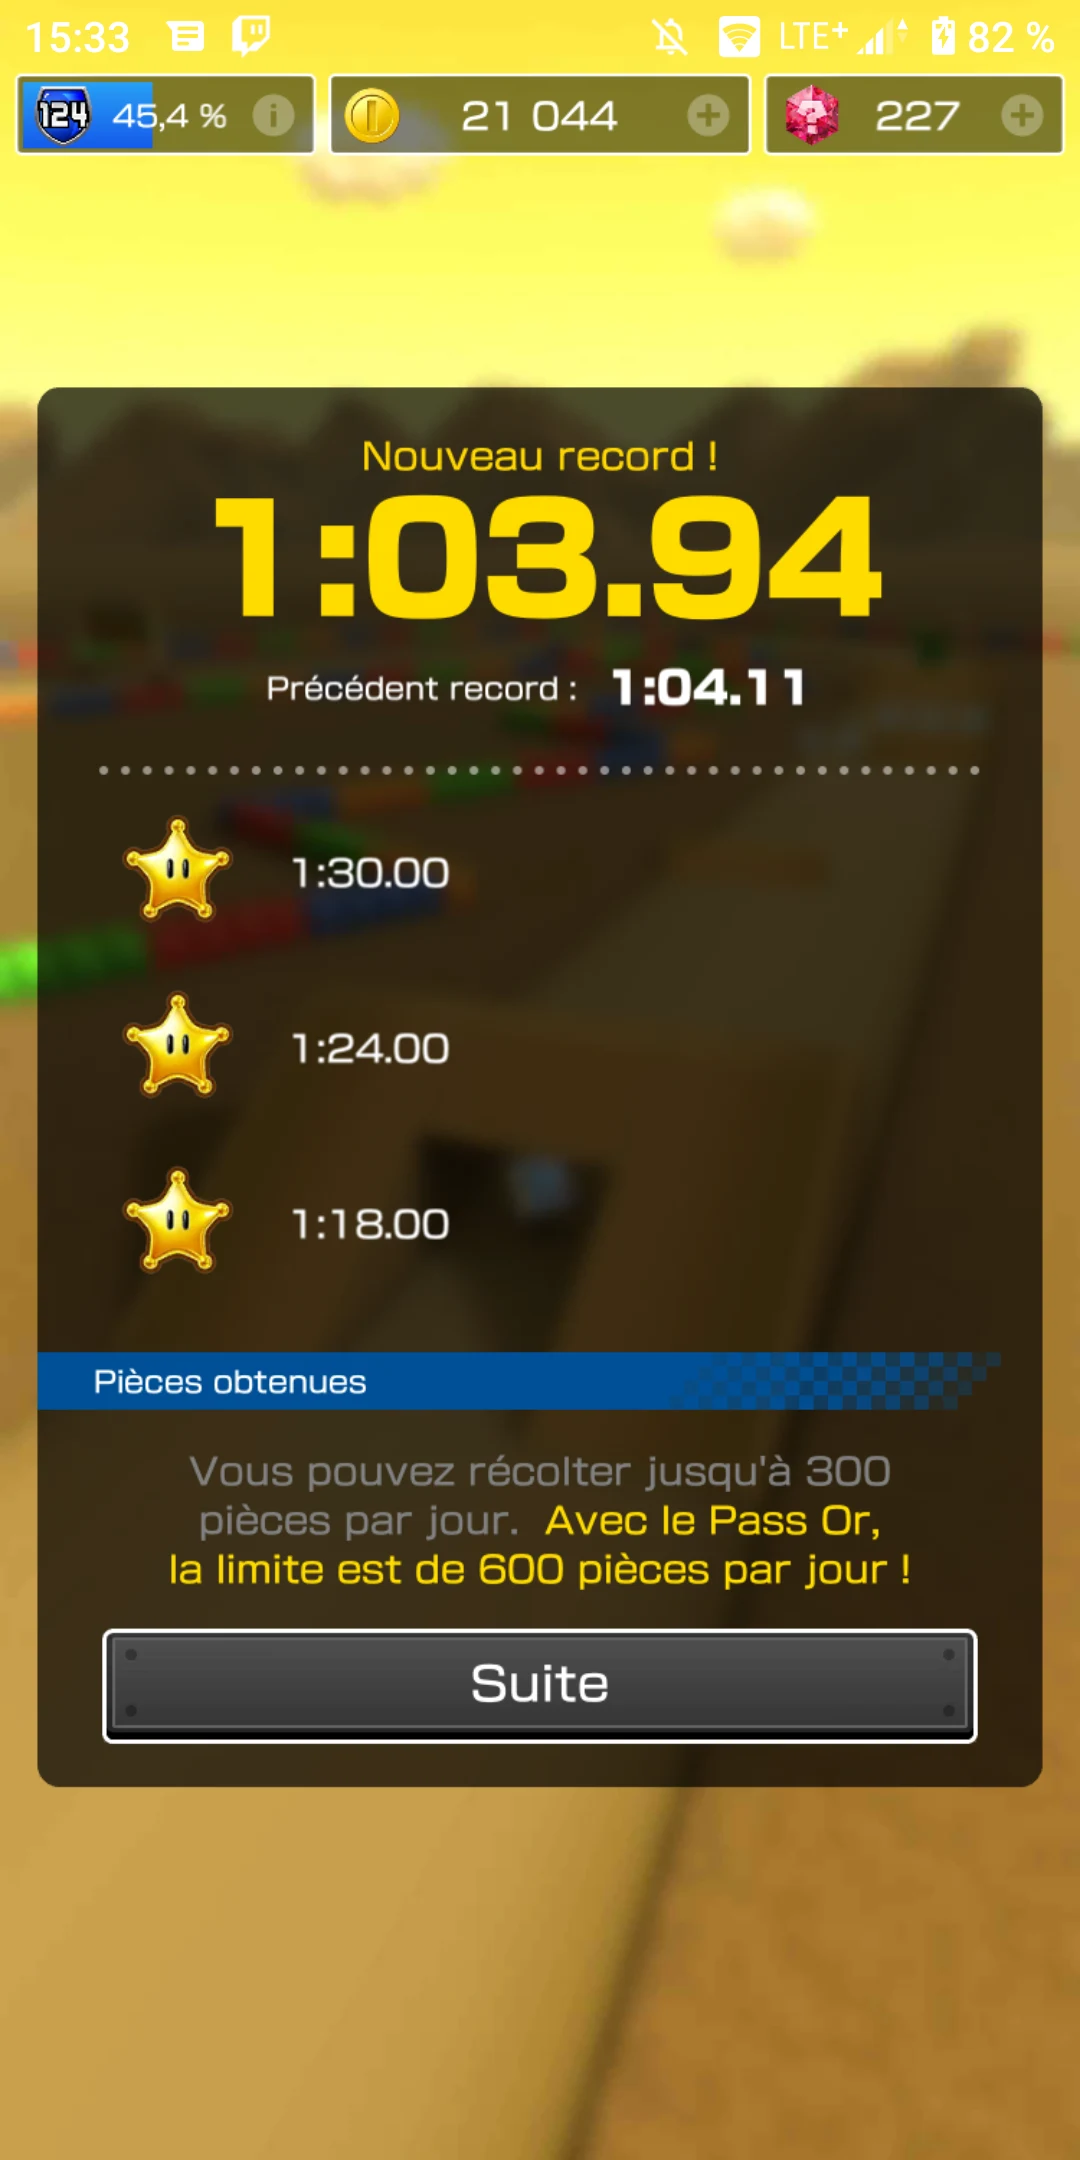 15:33 LTE+ 82 %
124 45,4 % i 21 044 + 227 +
Nouveau record !
1:03.94
Précédent record : 1:04.11
1:30.00
1:24.00
1:18.00
Pièces obtenues
Vous pouvez récolter jusqu'à 300
pièces par jour. Avec le Pass Or,
la limite est de 600 pièces par jour !
Suite